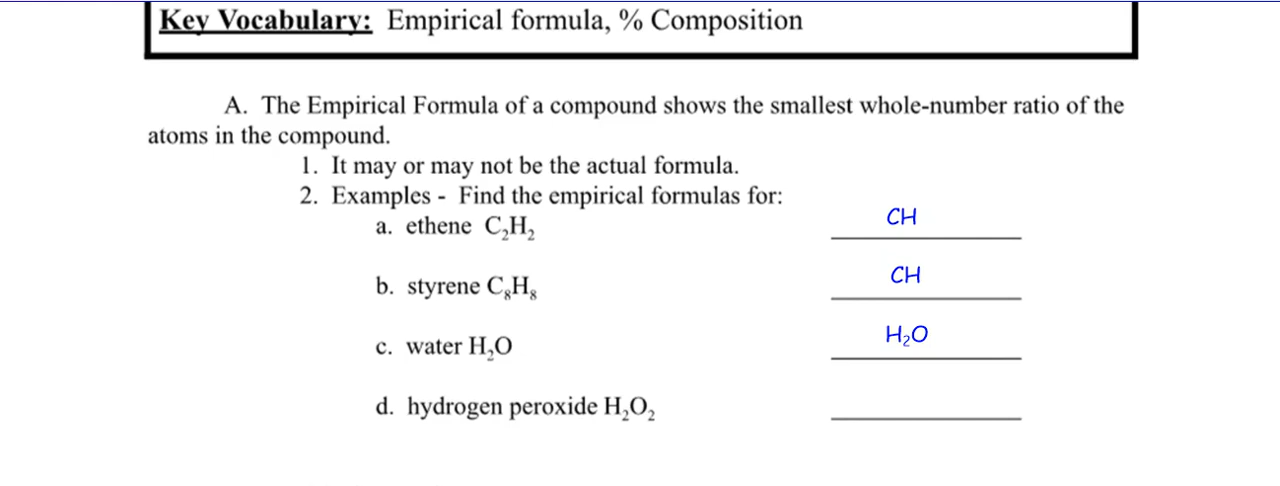 Key Vocabulary: Empirical formula, % Composition
A. The Empirical Formula of a compound shows the smallest whole-number ratio of the
atoms in the compound.
1. It may or may not be the actual formula.
2. Examples - Find the empirical formulas for:
a. ethene C₂H₂ CH
b. styrene C₈H₈ CH
c. water H₂O H₂O
d. hydrogen peroxide H₂O₂